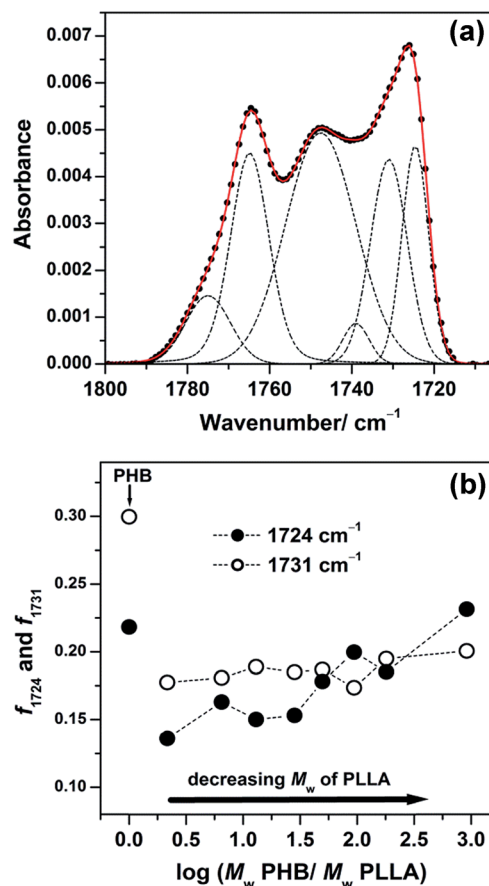 (a)
0.007
0.006
0.005
0.004
0.003
0.002
0.001
0.000
Absorbance
1800 1780 1760 1740 1720
Wavenumber/ cm⁻¹
(b)
PHB
0.30
0.25
0.20
0.15
0.10
1724 cm⁻¹
1731 cm⁻¹
f₁₇₂₄ and f₁₇₃₁
decreasing Mw of PLLA
0.0 0.5 1.0 1.5 2.0 2.5 3.0
log (Mw PHB/ Mw PLLA)